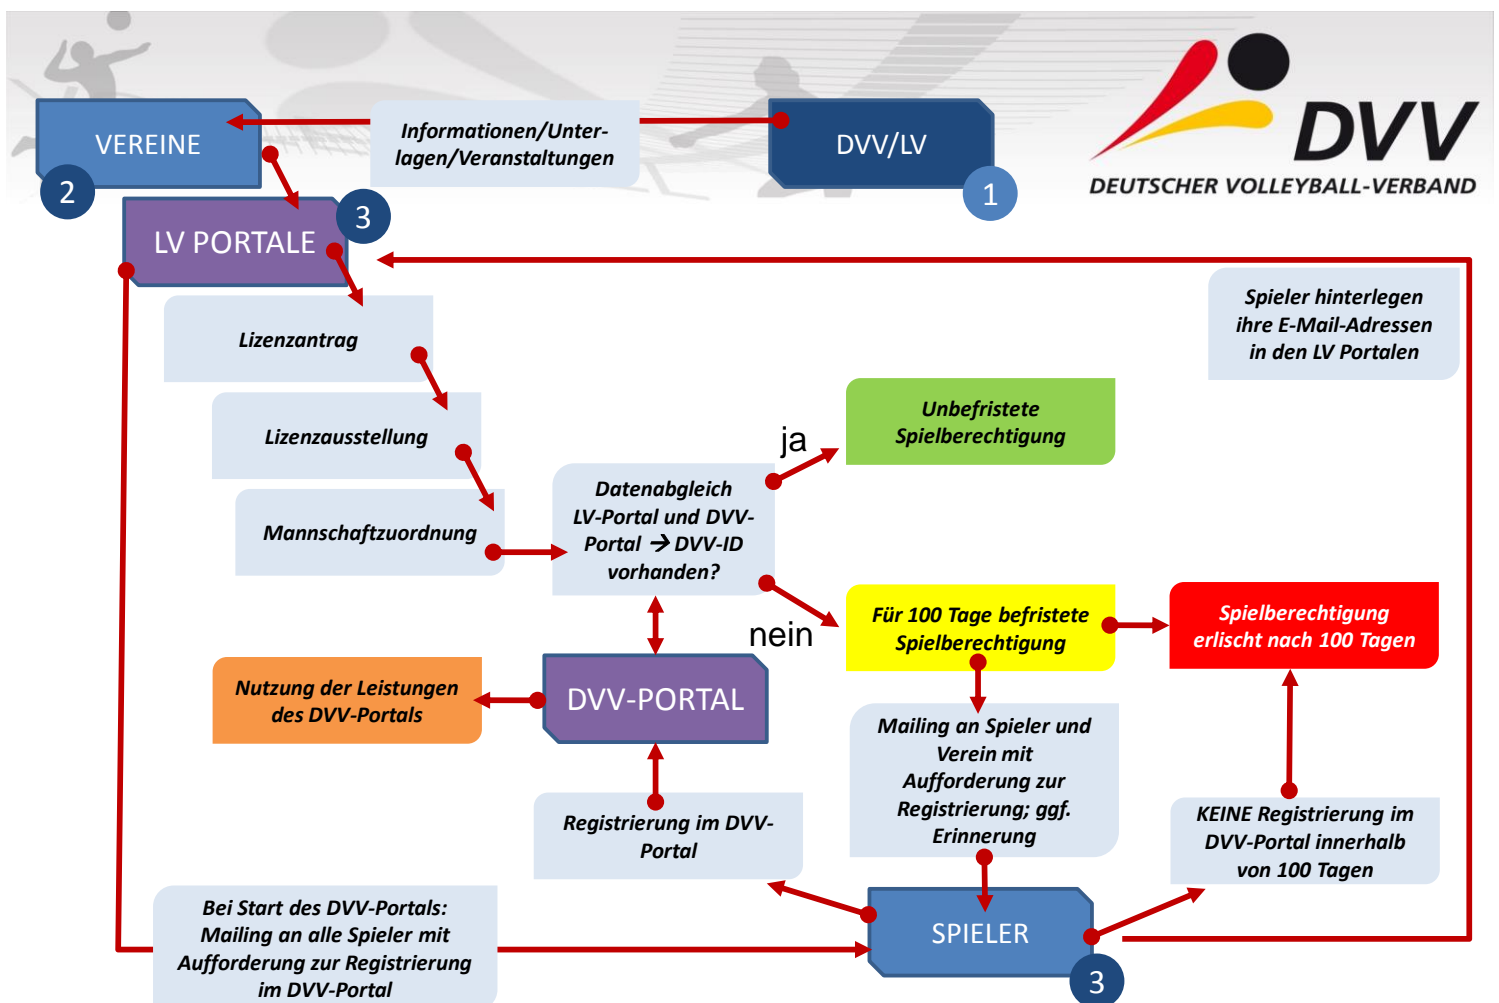 VEREINE
2
Informationen/Unter-
lagen/Veranstaltungen
DVV/LV
1
DVV
DEUTSCHER VOLLEYBALL-VERBAND
LV PORTALE
3
Spieler hinterlegen
ihre E-Mail-Adressen
in den LV Portalen
Lizenzantrag
Lizenzausstellung
Mannschaftzuordnung
Datenabgleich
LV-Portal und DVV-
Portal → DVV-ID
vorhanden?
ja
Unbefristete
Spielberechtigung
nein
Für 100 Tage befristete
Spielberechtigung
Spielberechtigung
erlischt nach 100 Tagen
Nutzung der Leistungen
des DVV-Portals
DVV-PORTAL
Mailing an Spieler und
Verein mit
Aufforderung zur
Registrierung; ggf.
Erinnerung
Registrierung im DVV-
Portal
KEINE Registrierung im
DVV-Portal innerhalb
von 100 Tagen
Bei Start des DVV-Portals:
Mailing an alle Spieler mit
Aufforderung zur Registrierung
im DVV-Portal
SPIELER
3